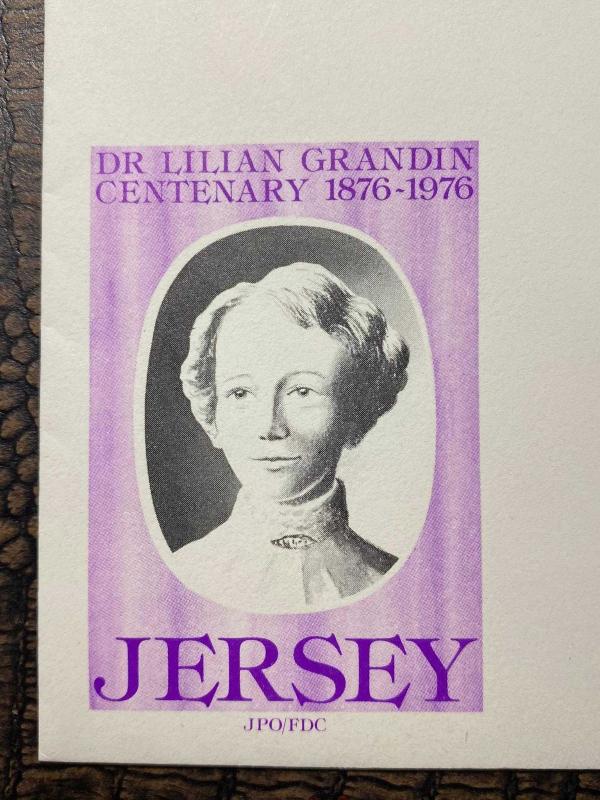 DR LILIAN GRANDIN
CENTENARY 1876-1976
JERSEY
JPO/FDC